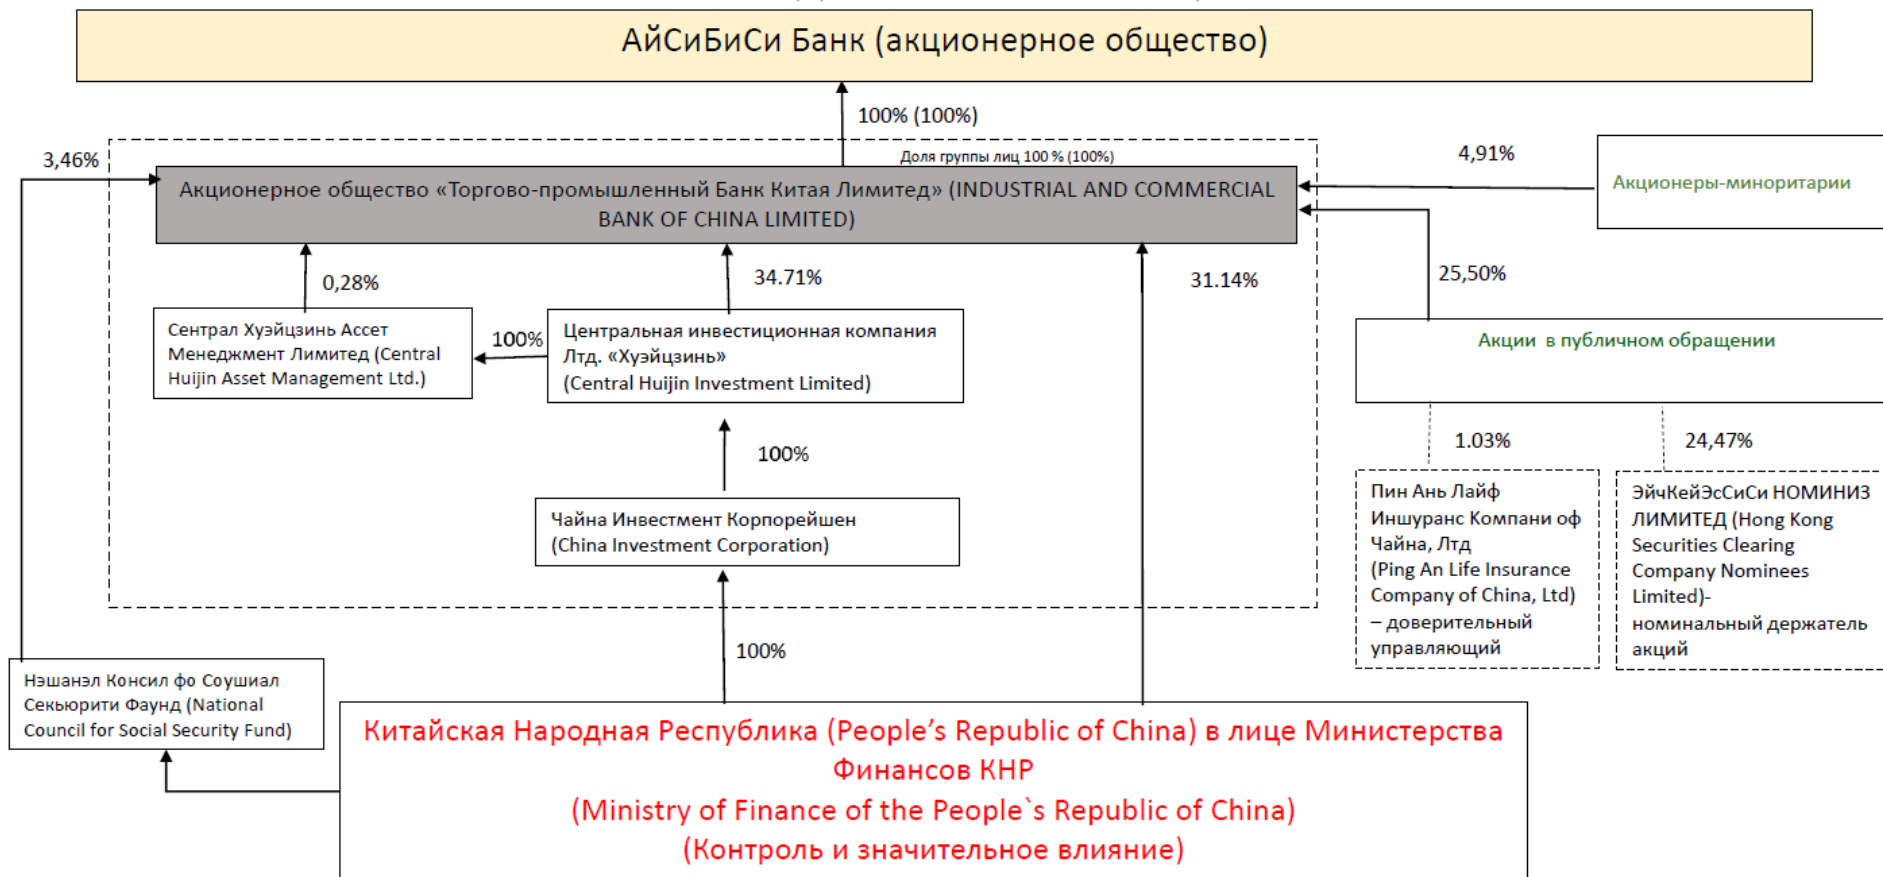 АйСиБиСи Банк (акционерное общество)
100% (100%)
3,46%
Доля группы лиц 100 % (100%)
4,91%
Акционерное общество «Торгово-промышленный Банк Китая Лимитед» (INDUSTRIAL AND COMMERCIAL
BANK OF CHINA LIMITED)
Акционеры-миноритарии
0,28%
34.71%
31.14%
25,50%
Сентрал Хуэйцзинь Ассет
Менеджмент Лимитед (Central
Huijin Asset Management Ltd.)
100%
Центральная инвестиционная компания
Лтд. «Хуэйцзинь»
(Central Huijin Investment Limited)
Акции в публичном обращении
100%
1.03%
24,47%
Чайна Инвестмент Корпорейшен
(China Investment Corporation)
Пин Ань Лайф
Иншуранс Компани оф
Чайна, Лтд
(Ping An Life Insurance
Company of China, Ltd)
– доверительный
управляющий
ЭйчКейЭсСиСи НОМИНИЗ
ЛИМИТЕД (Hong Kong
Securities Clearing
Company Nominees
Limited)-
номинальный держатель
акций
100%
Нэшанэл Консил фо Соушиал
Секьюрити Фаунд (National
Council for Social Security Fund)
Китайская Народная Республика (People’s Republic of China) в лице Министерства
Финансов КНР
(Ministry of Finance of the People`s Republic of China)
(Контроль и значительное влияние)